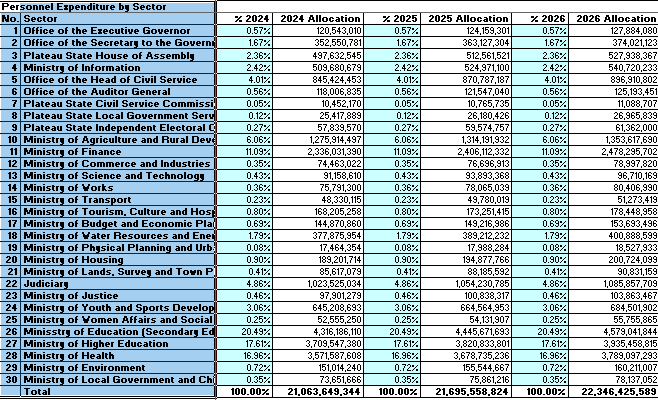 Personnel Expenditure by Sector
No. Sector % 2024 2024 Allocation % 2025 2025 Allocation % 2026 2026 Allocation
1 Office of the Executive Governor 0.57% 120,543,010 0.57% 124,159,301 0.57% 127,884,080
2 Office of the Secretary to the Governm 1.67% 352,550,781 1.67% 363,127,304 1.67% 374,021,123
3 Plateau State House of Assembly 2.36% 497,632,545 2.36% 512,561,521 2.36% 527,938,367
4 Ministry of Information 2.42% 509,680,679 2.42% 524,971,100 2.42% 540,720,233
5 Office of the Head of Civil Service 4.01% 845,424,453 4.01% 870,787,187 4.01% 896,910,802
6 Office of the Auditor General 0.56% 118,006,835 0.56% 121,547,040 0.56% 125,193,451
7 Plateau State Civil Service Commissi 0.05% 10,452,170 0.05% 10,765,735 0.05% 11,088,707
8 Plateau State Local Government Serv 0.12% 25,417,889 0.12% 26,180,426 0.12% 26,965,839
9 Plateau State Independent Electoral C 0.27% 57,839,570 0.27% 59,574,757 0.27% 61,362,000
10 Ministry of Agriculture and Rural Deve 6.06% 1,275,914,497 6.06% 1,314,191,932 6.06% 1,353,617,690
11 Ministry of Finance 11.09% 2,336,031,390 11.09% 2,406,112,332 11.09% 2,478,295,702
12 Ministry of Commerce and Industries 0.35% 74,463,022 0.35% 76,696,913 0.35% 78,997,820
13 Ministry of Science and Technology 0.43% 91,158,610 0.43% 93,893,368 0.43% 96,710,169
14 Ministry of Works 0.36% 75,791,300 0.36% 78,065,039 0.36% 80,406,990
15 Ministry of Transport 0.23% 48,330,115 0.23% 49,780,019 0.23% 51,273,419
16 Ministry of Tourism, Culture and Hosp 0.80% 168,205,258 0.80% 173,251,415 0.80% 178,448,958
17 Ministry of Budget and Economic Pla 0.69% 144,870,860 0.69% 149,216,986 0.69% 153,693,496
18 Ministry of Water Resources and Ener 1.79% 377,875,954 1.79% 389,212,232 1.79% 400,888,599
19 Ministry of Physical Planning and Urb 0.08% 17,464,354 0.08% 17,988,284 0.08% 18,527,933
20 Ministry of Housing 0.90% 189,201,714 0.90% 194,877,766 0.90% 200,724,099
21 Ministry of Lands, Survey and Town P 0.41% 85,617,079 0.41% 88,185,592 0.41% 90,831,159
22 Judiciary 4.86% 1,023,525,034 4.86% 1,054,230,785 4.86% 1,085,857,709
23 Ministry of Justice 0.46% 97,901,279 0.46% 100,838,317 0.46% 103,863,467
24 Ministry of Youth and Sports Develop 3.06% 645,208,693 3.06% 664,564,953 3.06% 684,501,902
25 Ministry of Women Affairs and Social 0.25% 52,555,250 0.25% 54,131,907 0.25% 55,755,865
26 Minisstry of Education (Secondary Ed 20.49% 4,316,186,110 20.49% 4,445,671,693 20.49% 4,579,041,844
27 Ministry of Higher Education 17.61% 3,709,547,380 17.61% 3,820,833,801 17.61% 3,935,458,815
28 Ministry of Health 16.96% 3,571,587,608 16.96% 3,678,735,236 16.96% 3,789,097,293
29 Ministry of Environment 0.72% 151,014,240 0.72% 155,544,667 0.72% 160,211,007
30 Ministry of Local Government and Ch 0.35% 73,651,666 0.35% 75,861,216 0.35% 78,137,052
Total 100.00% 21,063,649,344 100.00% 21,695,558,824 100.00% 22,346,425,589